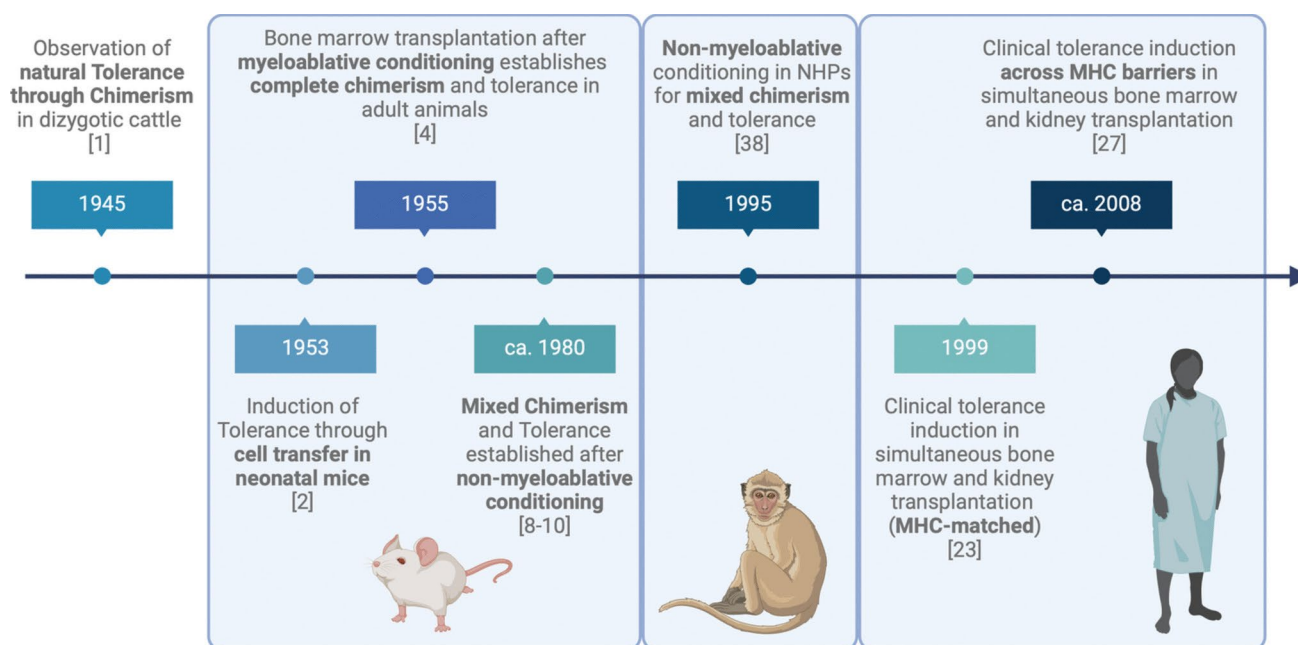 Observation of
natural Tolerance
through Chimerism
in dizygotic cattle
[1]
1945
Bone marrow transplantation after
myeloablative conditioning establishes
complete chimerism and tolerance in
adult animals
[4]
1955
Non-myeloablative
conditioning in NHPs
for mixed chimerism
and tolerance
[38]
1995
Clinical tolerance induction
across MHC barriers in
simultaneous bone marrow
and kidney transplantation
[27]
ca. 2008
1953
Induction of
Tolerance through
cell transfer in
neonatal mice
[2]
ca. 1980
Mixed Chimerism
and Tolerance
established after
non-myeloablative
conditioning
[8-10]
1999
Clinical tolerance
induction in
simultaneous bone
marrow and kidney
transplantation
(MHC-matched)
[23]